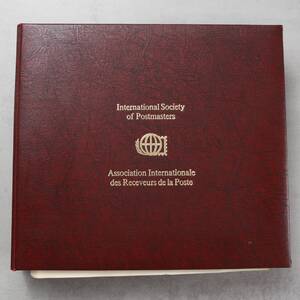 International Society
of Postmasters
Association Internationale
des Receveurs de la Poste